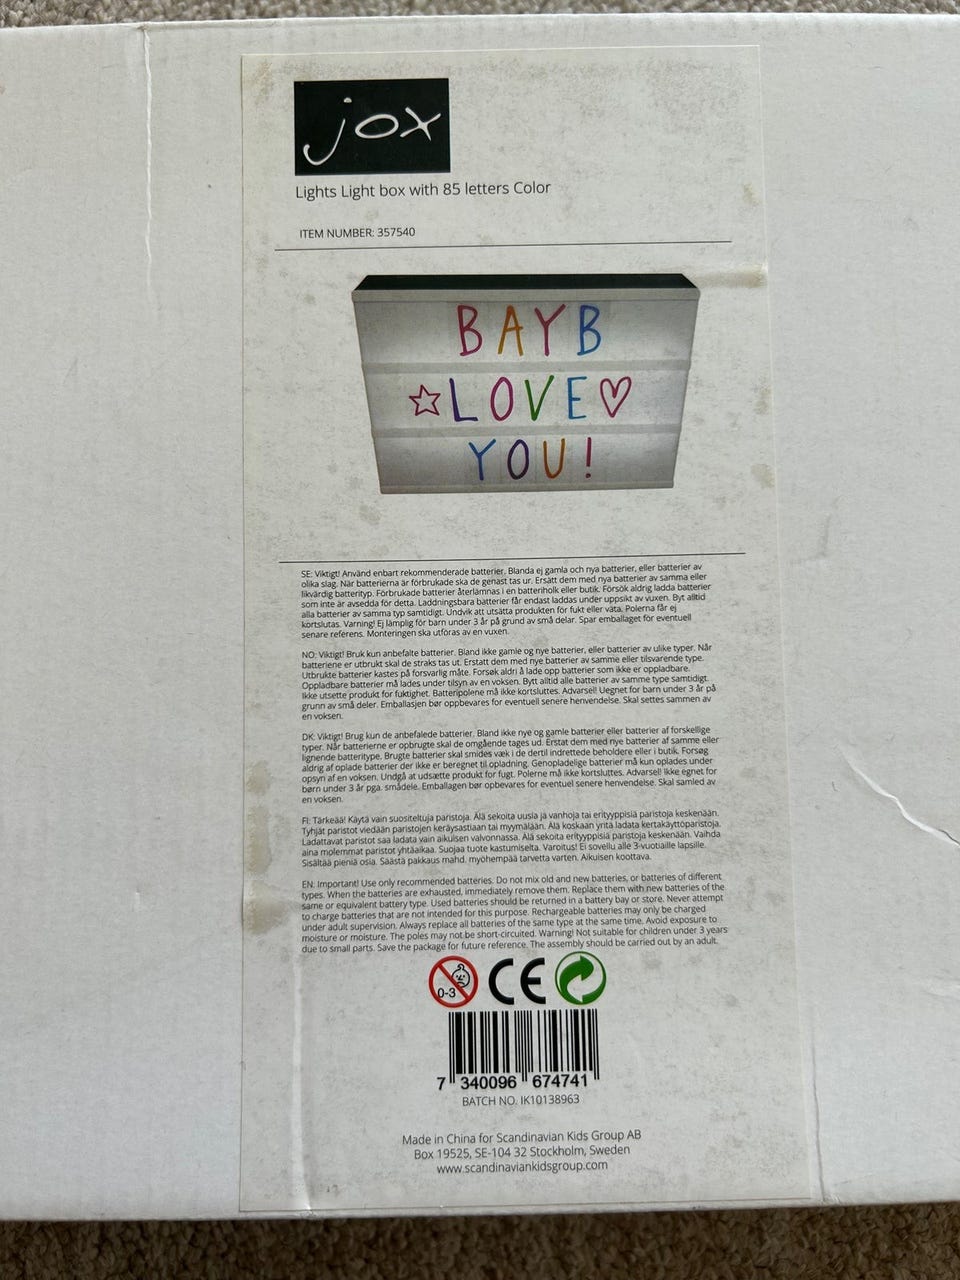 jox
Lights Light box with 85 letters Color
ITEM NUMBER: 357540
BAYB
LOVE
YOU!
SE: Viktigt! Använd enbart rekommenderade batterier. Blanda ej gamla och nya batterier, eller batterier av
olika slag. När batterierna är förbrukade ska de genast tas ur. Ersätt dem med nya batterier av samma eller
likvärdig batterityp. Förbrukade batterier återlämnas i en batteriholk eller butik. Försök aldrig ladda batterier
som inte är avsedda för detta. Laddningsbara batterier får endast laddas under uppsikt av vuxen. Byt alltid
alla batterier av samma typ samtidigt. Undvik att utsätta produkten för fukt eller väta. Polerna får ej
kortslutas. Varning! Ej lämplig för barn under 3 år på grund av små delar. Spar emballaget för eventuell
senare referens. Monteringen ska utföras av en vuxen.
NO: Viktigt! Bruk kun anbefalte batterier. Bland ikke gamle og nye batterier, eller batterier av ulike typer. Når
batteriene er utbrukt skal de straks tas ut. Erstatt dem med nye batterier av samme eller tilsvarende type.
Utbrukte batterier kastes på forsvarlig måte. Forsøk aldri å lade opp batterier som ikke er oppladbare.
Oppladbare batterier må lades under tilsyn av en voksen. Bytt alltid alle batterier av samme type samtidigt.
Ikke utsette produkt for fuktighet. Batteripolene må ikke kortsluttes. Advarsel! Uegnet for barn under 3 år på
grunn av små deler. Emballasjen bør oppbevares for eventuell senere henvendelse. Skal settes sammen av
en voksen.
DK: Viktigt! Brug kun de anbefalede batterier. Bland ikke nye og gamle batterier eller batterier af forskellige
typer. Når batterierne er opbrugte skal de omgående tages ud. Erstat dem med nye batterier af samme eller
lignende batteritype. Brugte batterier skal smides væk i de dertil indrettede beholdere eller i butik. Forsøg
aldrig af oplade batterier der ikke er beregnet til opladning. Genopladelige batterier må kun oplades under
opsyn af en voksen. Undgå at udsætte produkt for fugt. Polerne må ikke kortsluttes. Advarsel! Ikke egnet for
børn under 3 år pga. smådele. Emballagen bør opbevares for eventuel senere henvendelse. Skal samles av
en voksen.
FI: Tärkeää! Käytä vain suositeltuja paristoja. Älä sekoita uusia ja vanhoja tai erityyppisiä paristoja keskenään.
Tyhjät paristot viedään paristojen keräysastiaan tai myymälään. Älä koskaan yritä ladata kertakäyttöparistoja.
Ladattavat paristot saa ladata vain aikuisen valvonnassa. Älä sekoita erityyppisiä paristoja keskenään. Vaihda
aina molemmat paristot yhtäaikaa. Suojaa tuote kastumiselta. Varoitus! Ei sovellu alle 3-vuotiaille lapsille.
Sisältää pieniä osia. Säästä pakkaus mahd. myöhempää tarvetta varten. Aikuisen koottava.
EN: Important! Use only recommended batteries. Do not mix old and new batteries, or batteries of different
types. When the batteries are exhausted, immediately remove them. Replace them with new batteries of the
same or equivalent battery type. Used batteries should be returned in a battery bay or store. Never attempt
to charge batteries that are not intended for this purpose. Rechargeable batteries may only be charged
under adult supervision. Always replace all batteries of the same type at the same time. Avoid exposure to
moisture or moisture. The poles may not be short-circuited. Warning! Not suitable for children under 3 years
due to small parts. Save the package for future reference. The assembly should be carried out by an adult.
0-3 CE
7 340096 674741
BATCH NO. IK10138963
Made in China for Scandinavian Kids Group AB
Box 19525, SE-104 32 Stockholm, Sweden
www.scandinaviankidsgroup.com